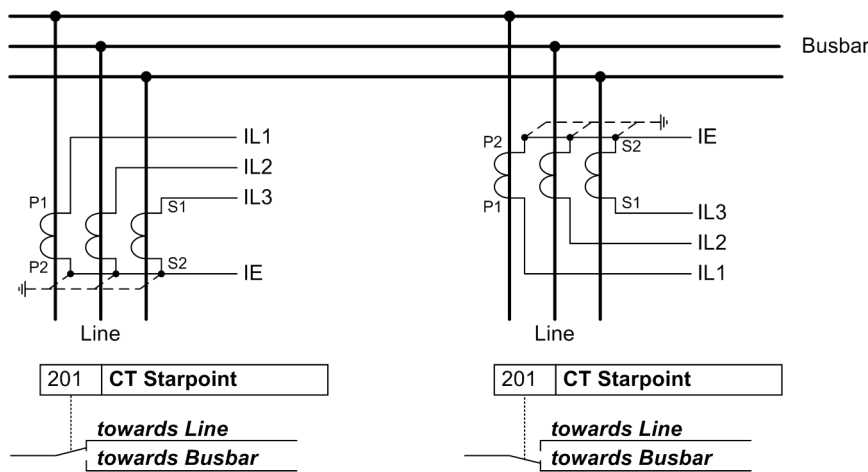 Busbar
IL1
IL2
IL3
P1
S1
P2
S2
IE
Line
201 CT Starpoint
towards Line
towards Busbar
P2
S2
IE
P1
S1
IL3
IL2
IL1
Line
201 CT Starpoint
towards Line
towards Busbar